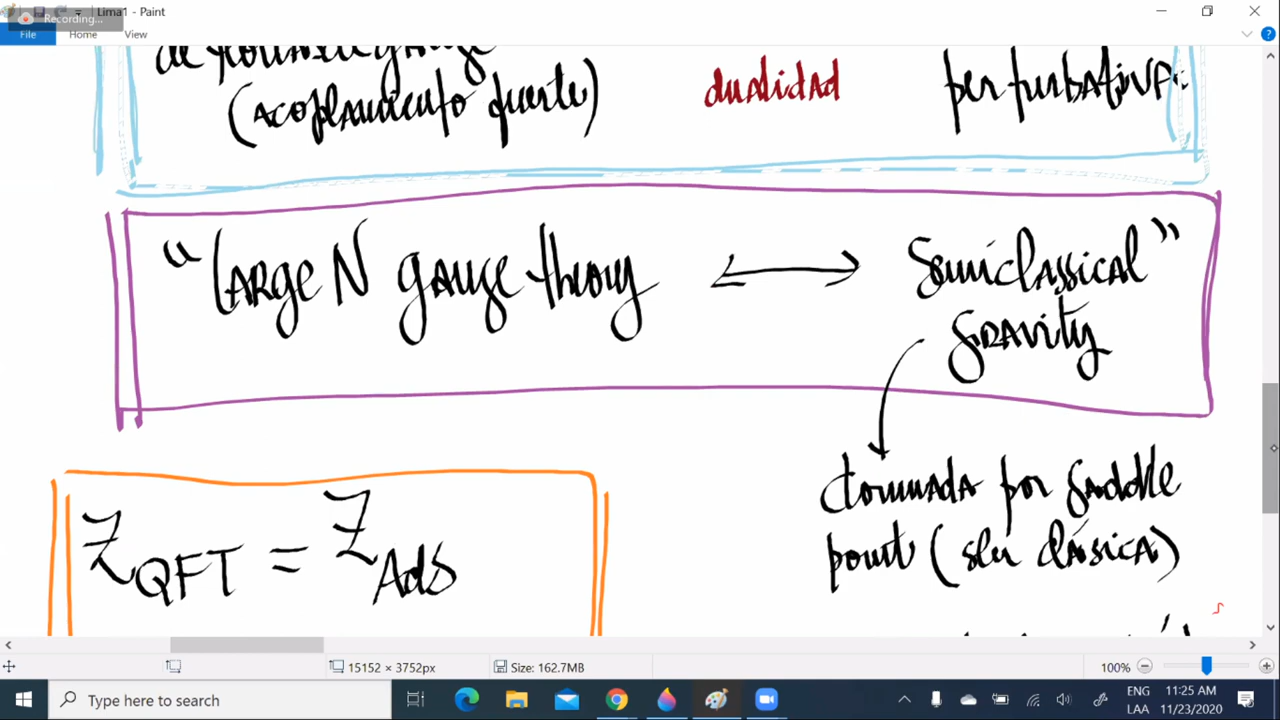 Recording...
Lima1 - Paint
File Home View
(acoplamiento fuerte) dualidad perturbativa
"large N gauge theory ⟷ Semiclassical"
gravity
dominada por saddle
point (sln clásica)
Z_QFT = Z_AdS
15152 × 3752px Size: 162.7MB 100%
Type here to search
ENG 11:25 AM
LAA 11/23/2020